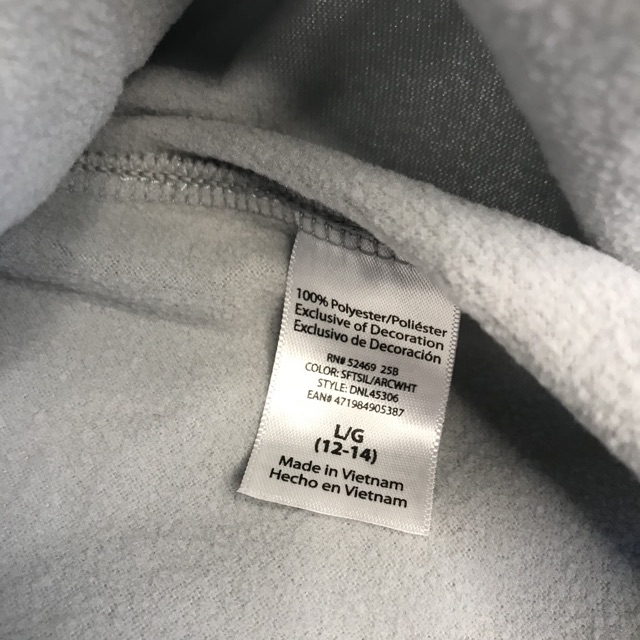 100% Polyester/Poliéster
Exclusive of Decoration
Exclusivo de Decoración
RN# 52469 25B
COLOR: SFTSIL/ARCWHT
STYLE: DNL45306
EAN# 471984905387
L/G
(12-14)
Made in Vietnam
Hecho en Vietnam